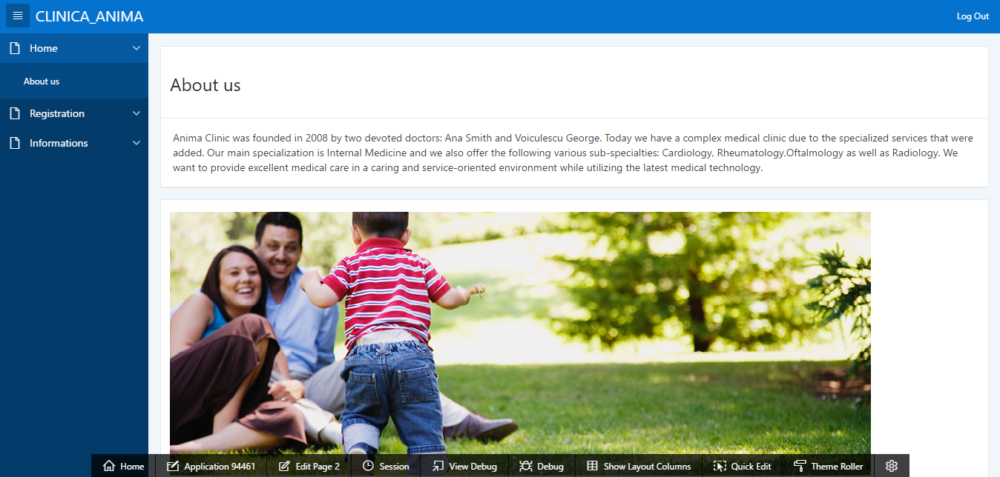 CLINICA_ANIMA
Log Out
Home
About us
Registration
Informations
About us
Anima Clinic was founded in 2008 by two devoted doctors: Ana Smith and Voiculescu George. Today we have a complex medical clinic due to the specialized services that were
added. Our main specialization is Internal Medicine and we also offer the following various sub-specialties: Cardiology, Rheumatology,Oftalmology as well as Radiology. We
want to provide excellent medical care in a caring and service-oriented environment while utilizing the latest medical technology.
Home Application 94461 Edit Page 2 Session View Debug Debug Show Layout Columns Quick Edit Theme Roller